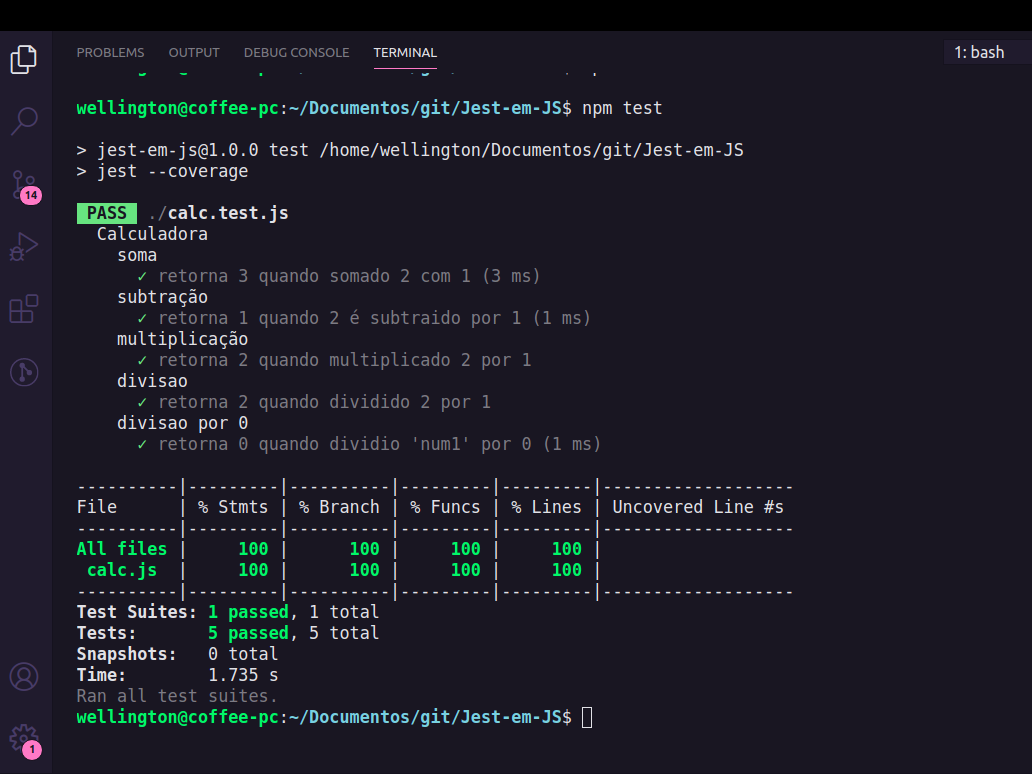 PROBLEMS OUTPUT DEBUG CONSOLE TERMINAL 1: bash
wellington@coffee-pc:~/Documentos/git/Jest-em-JS$ npm test
> jest-em-js@1.0.0 test /home/wellington/Documentos/git/Jest-em-JS
> jest --coverage
PASS ./calc.test.js
Calculadora
soma
✓ retorna 3 quando somado 2 com 1 (3 ms)
subtração
✓ retorna 1 quando 2 é subtraido por 1 (1 ms)
multiplicação
✓ retorna 2 quando multiplicado 2 por 1
divisao
✓ retorna 2 quando dividido 2 por 1
divisao por 0
✓ retorna 0 quando dividio 'num1' por 0 (1 ms)
----------|---------|----------|---------|---------|-------------------
File | % Stmts | % Branch | % Funcs | % Lines | Uncovered Line #s
----------|---------|----------|---------|---------|-------------------
All files | 100 | 100 | 100 | 100 |
calc.js | 100 | 100 | 100 | 100 |
----------|---------|----------|---------|---------|-------------------
Test Suites: 1 passed, 1 total
Tests: 5 passed, 5 total
Snapshots: 0 total
Time: 1.735 s
Ran all test suites.
wellington@coffee-pc:~/Documentos/git/Jest-em-JS$
14
1